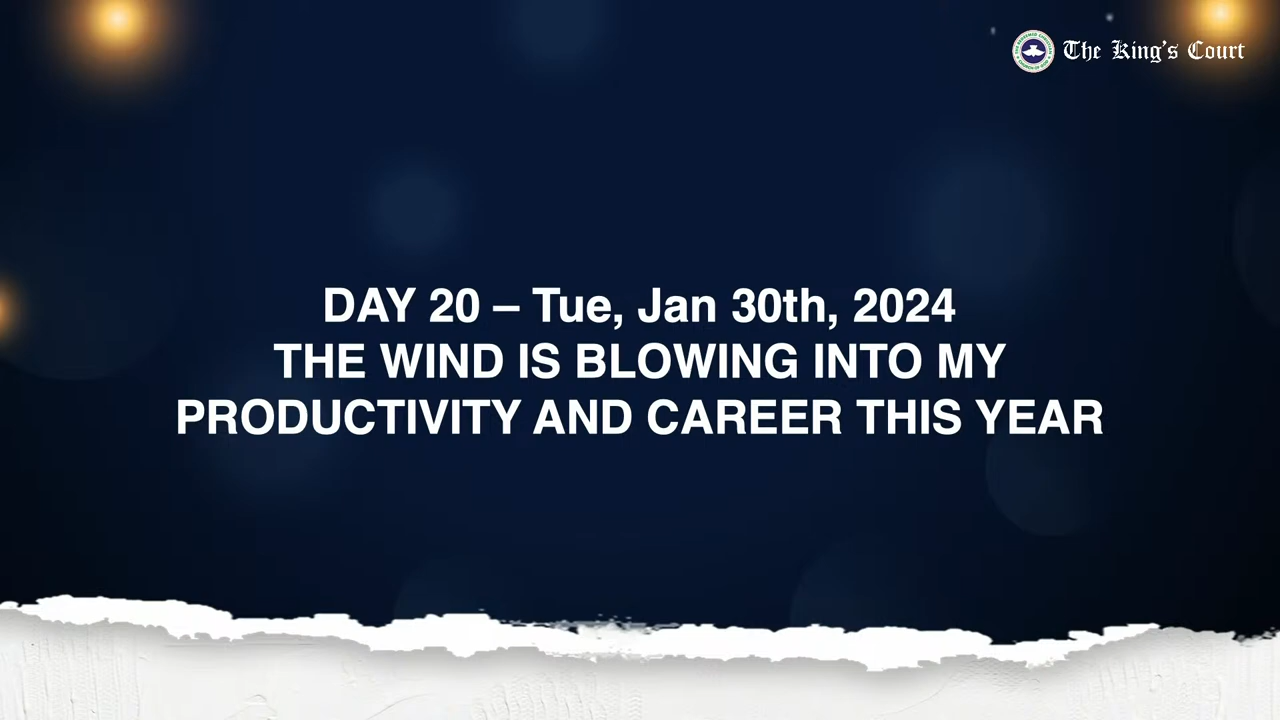 The King's Court
DAY 20 – Tue, Jan 30th, 2024
THE WIND IS BLOWING INTO MY
PRODUCTIVITY AND CAREER THIS YEAR